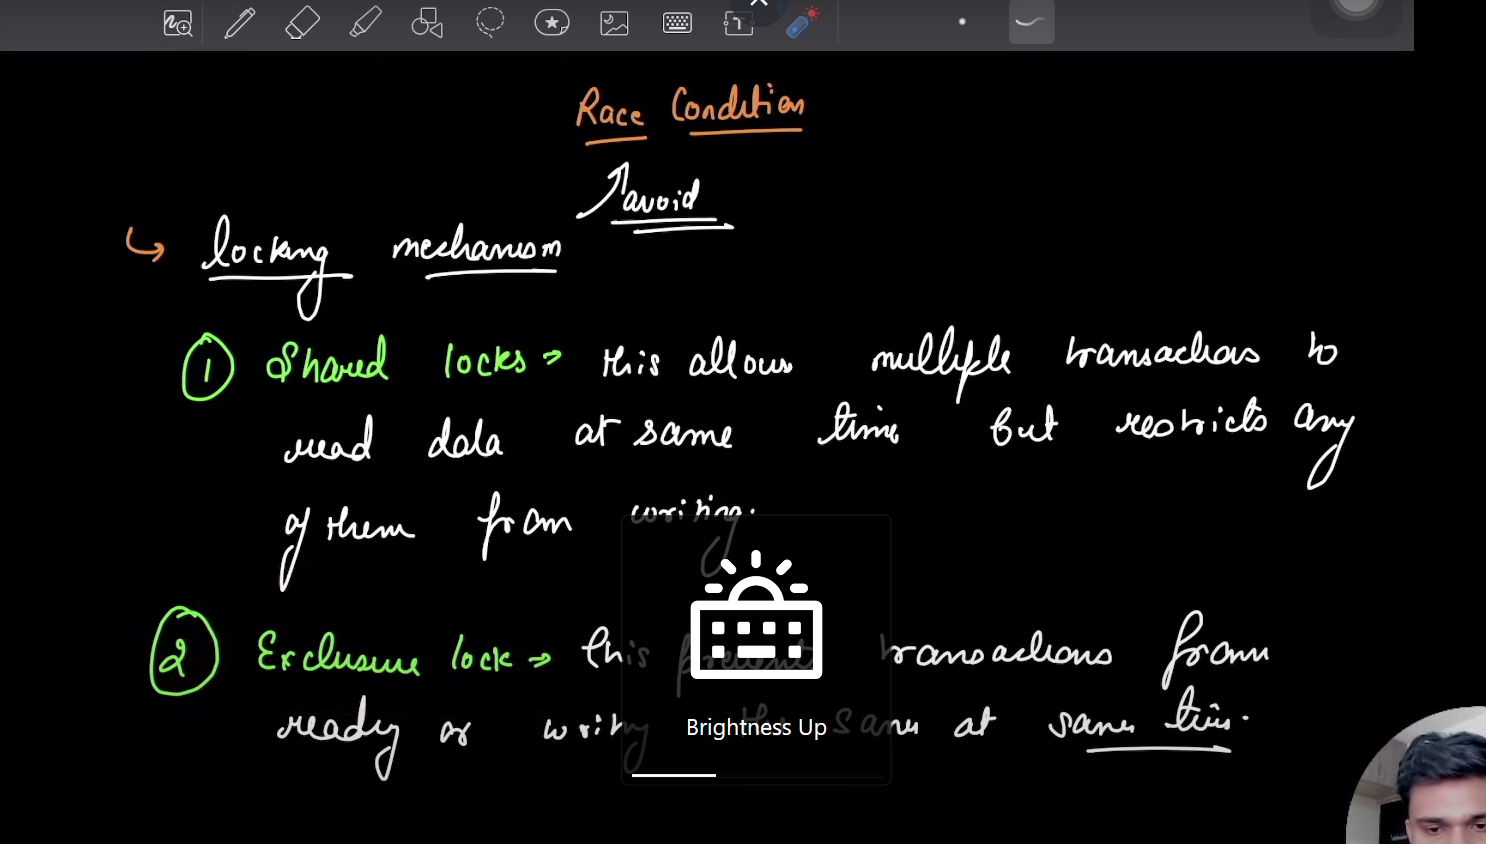 Race Condition
avoid
locking mechanism
1 Shared locks → this allows multiple transactions to
read data at same time but restricts any
of them from writing.
2 Exclusive lock → this prevents transactions from
reading or writing the same at same time.
Brightness Up